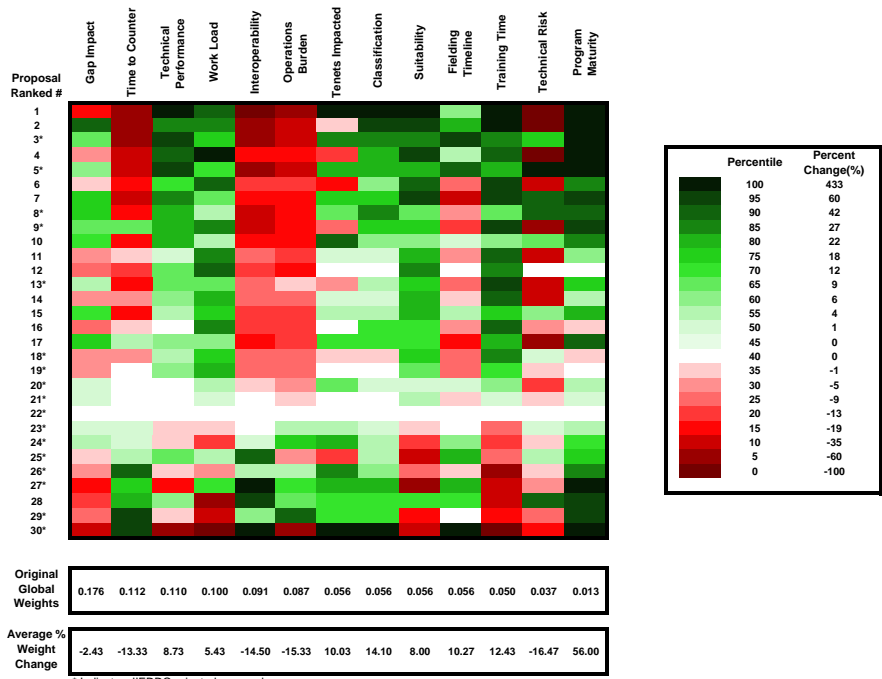 Gap Impact
Time to Counter
Technical
Performance
Work Load
Interoperability
Operations
Burden
Tenets Impacted
Classification
Suitability
Fielding
Timeline
Training Time
Technical Risk
Program
Maturity
Proposal
Ranked #
1
2
3*
4
5*
6
7
8*
9*
10
11
12
13*
14
15
16
17
18*
19*
20*
21*
22*
23*
24*
25*
26*
27*
28
29*
30*
Percentile Percent
Change(%)
100 433
95 60
90 42
85 27
80 22
75 18
70 12
65 9
60 6
55 4
50 1
45 0
40 0
35 -1
30 -5
25 -9
20 -13
15 -19
10 -35
5 -60
0 -100
Original
Global
Weights
0.176 0.112 0.110 0.100 0.091 0.087 0.056 0.056 0.056 0.056 0.050 0.037 0.013
Average %
Weight
Change
-2.43 -13.33 8.73 5.43 -14.50 -15.33 10.03 14.10 8.00 10.27 12.43 -16.47 56.00